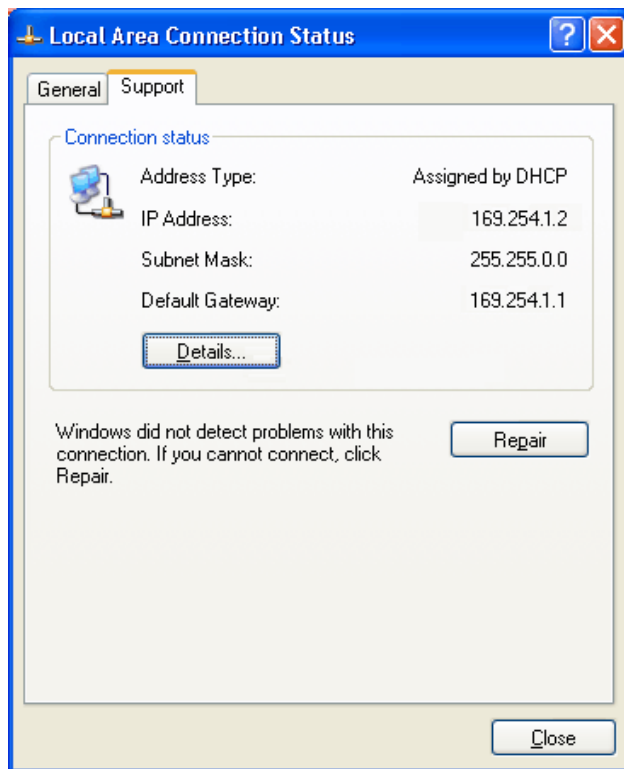 Local Area Connection Status
General
Support
Connection status
Address Type: Assigned by DHCP
IP Address: 169.254.1.2
Subnet Mask: 255.255.0.0
Default Gateway: 169.254.1.1
Details...
Windows did not detect problems with this
connection. If you cannot connect, click
Repair.
Repair
Close